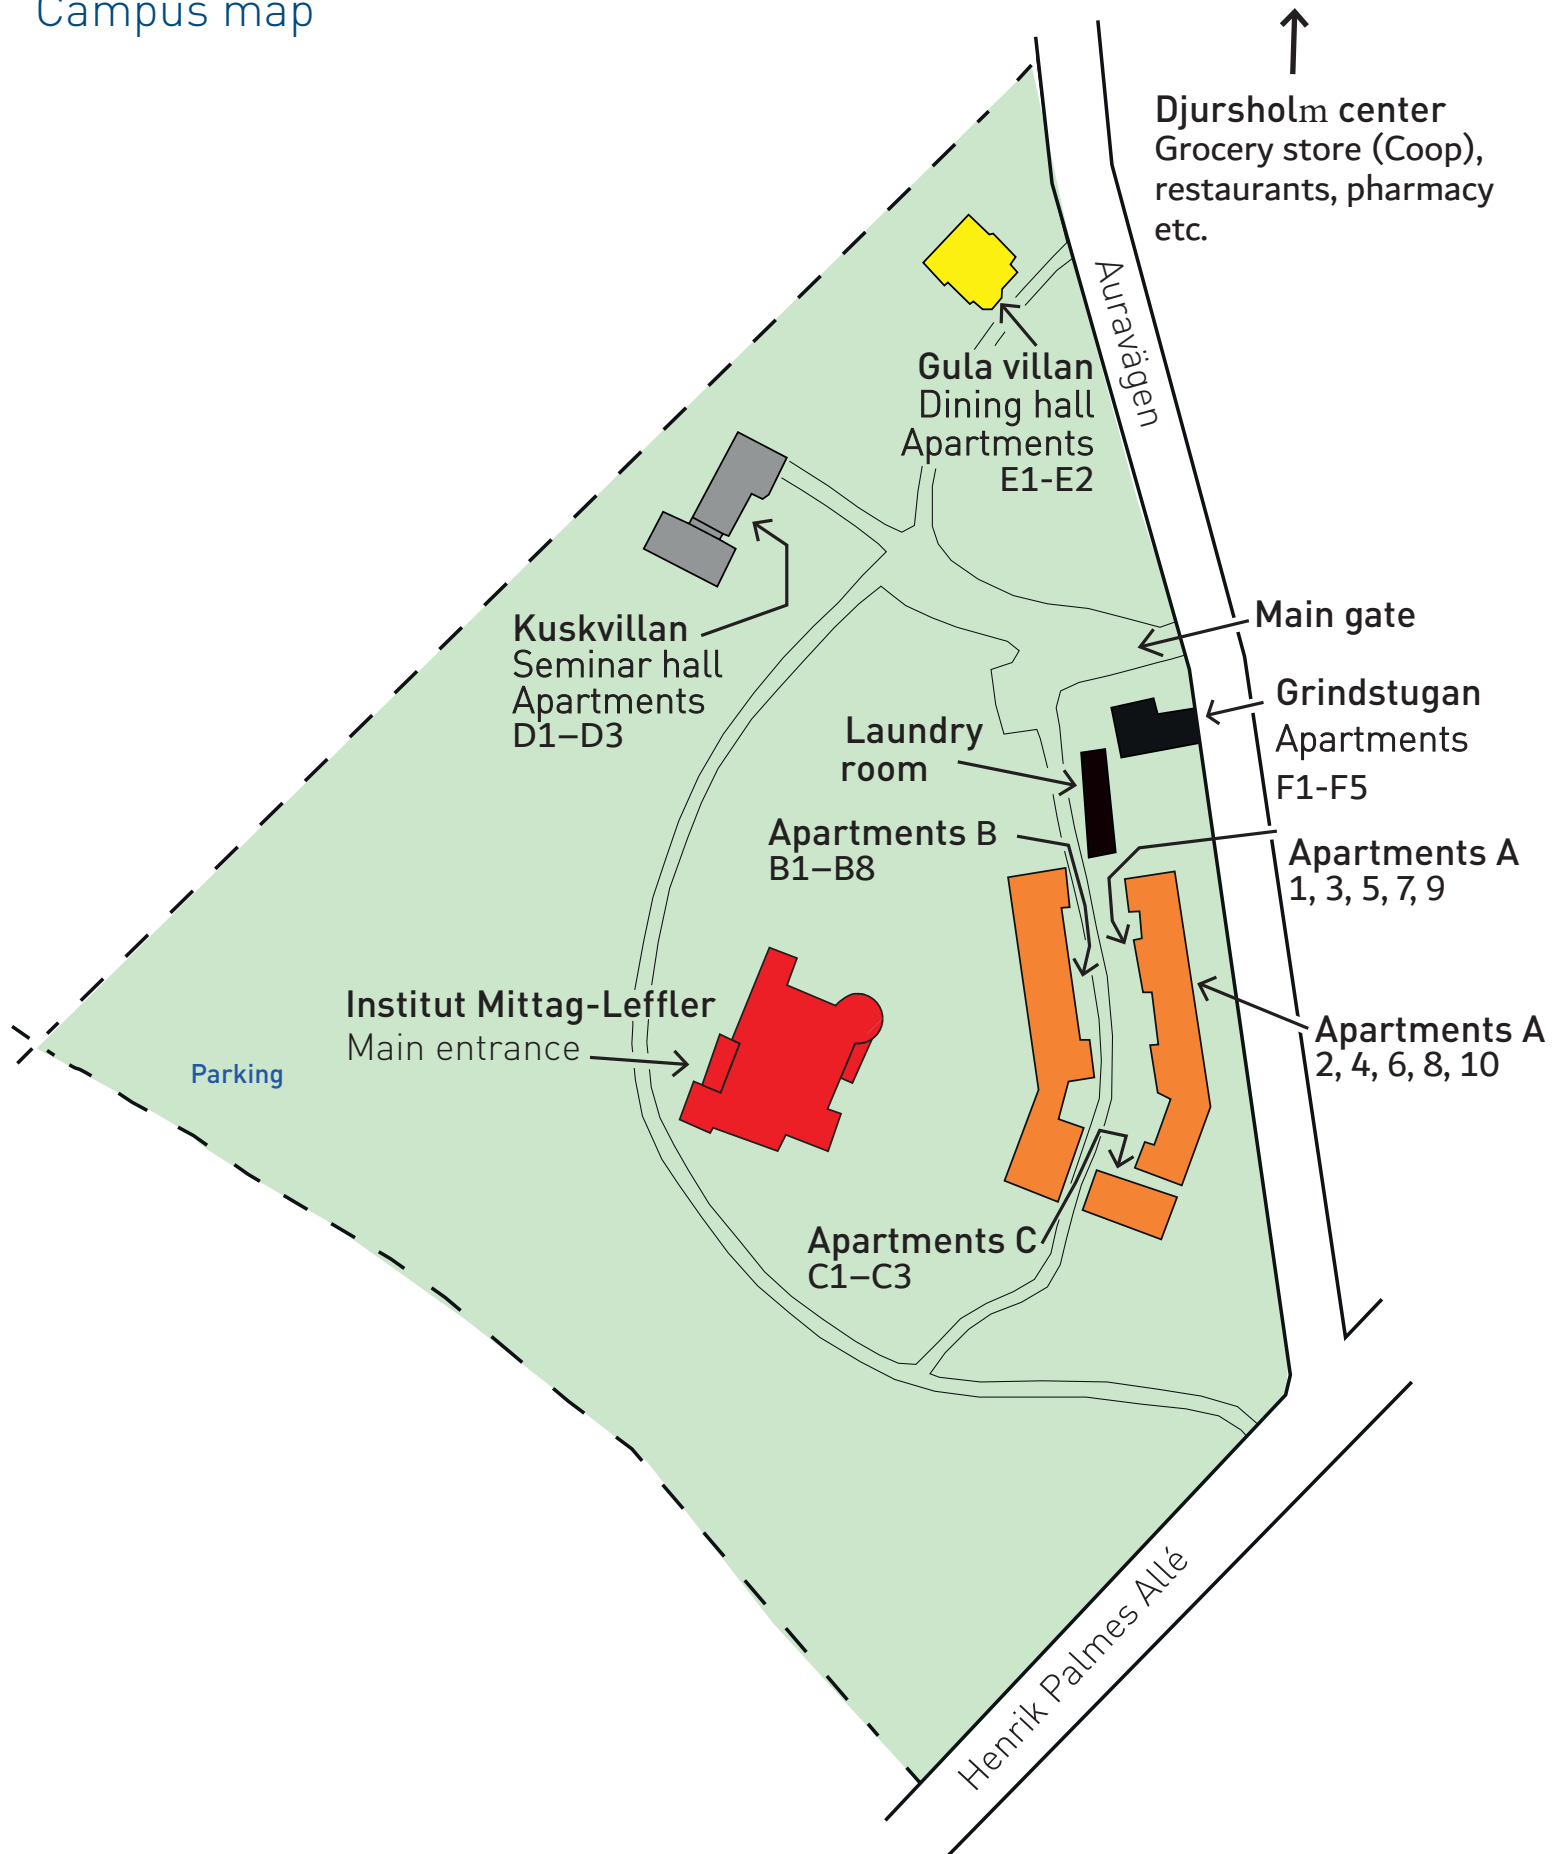 Campus map
Djursholm center
Grocery store (Coop),
restaurants, pharmacy
etc.
Auravägen
Gula villan
Dining hall
Apartments
E1-E2
Kuskvillan
Seminar hall
Apartments
D1–D3
Main gate
Grindstugan
Apartments
F1-F5
Laundry
room
Apartments B
B1–B8
Apartments A
1, 3, 5, 7, 9
Institut Mittag-Leffler
Main entrance
Parking
Apartments A
2, 4, 6, 8, 10
Apartments C
C1–C3
Henrik Palmes Allé